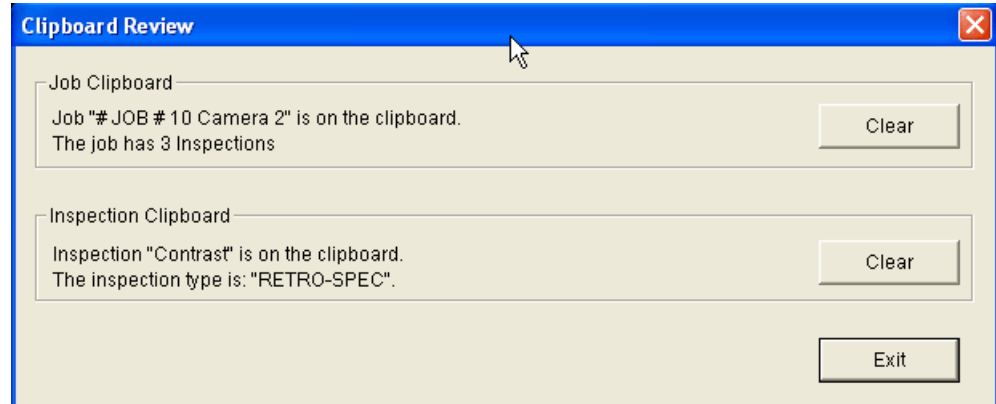 Clipboard Review
Job Clipboard
Job "# JOB # 10 Camera 2" is on the clipboard.
The job has 3 Inspections
Clear
Inspection Clipboard
Inspection "Contrast" is on the clipboard.
The inspection type is: "RETRO-SPEC".
Clear
Exit